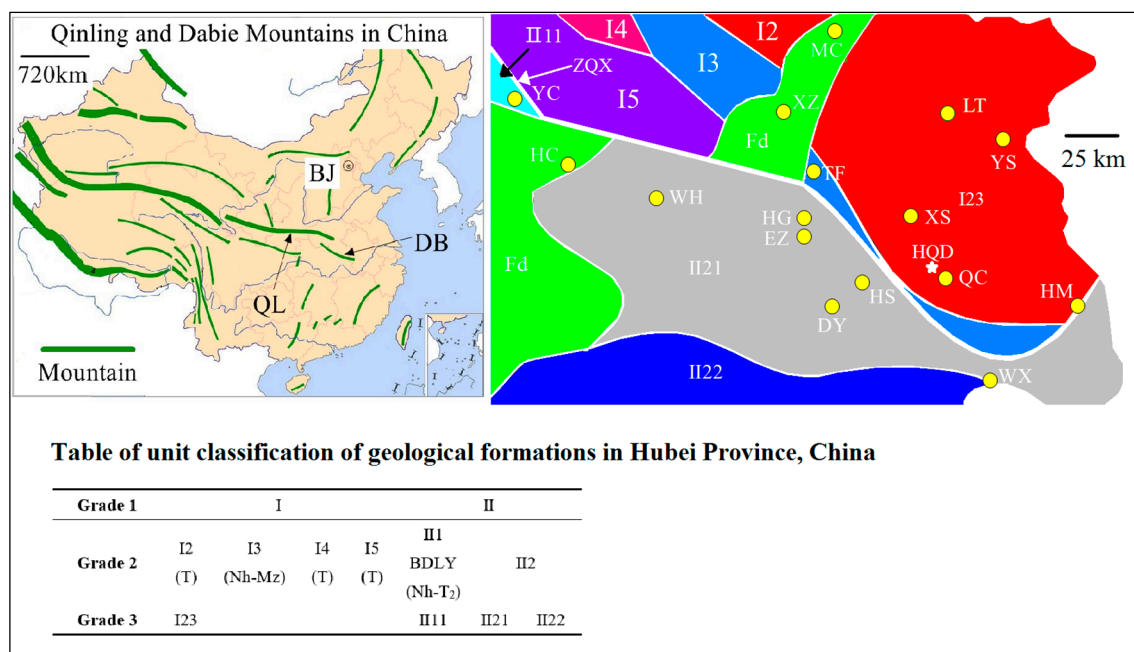 Qinling and Dabie Mountains in China
720km
BJ
DB
QL
Mountain
II11
ZQX
YC
I4
I3
I2
I5
MC
XZ
Fd
HC
LT
YS
25 km
TF
I23
WH
HG
EZ
XS
HQD
QC
Fd
II21
HS
DY
HM
II22
WX
Table of unit classification of geological formations in Hubei Province, China
Grade 1 I II
Grade 2 I2 (T) I3 (Nh-Mz) I4 (T) I5 (T) II1 BDLY (Nh-T₂) II2
Grade 3 I23 II11 II21 II22